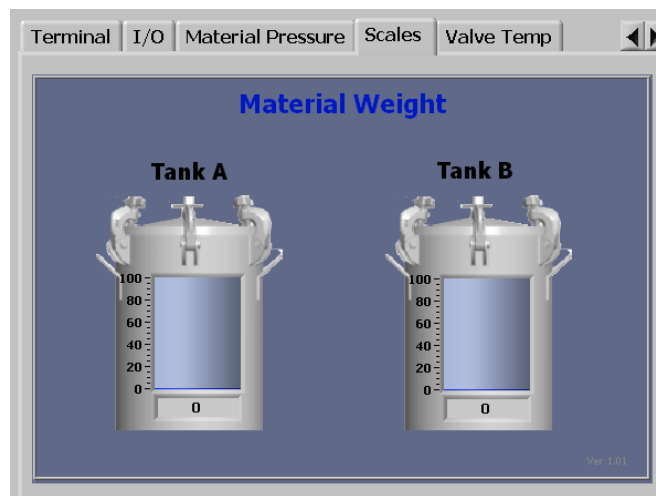 Terminal I/O Material Pressure Scales Valve Temp
Material Weight
Tank A Tank B
100 100
80 80
60 60
40 40
20 20
0 0
0 0
Ver 1.01